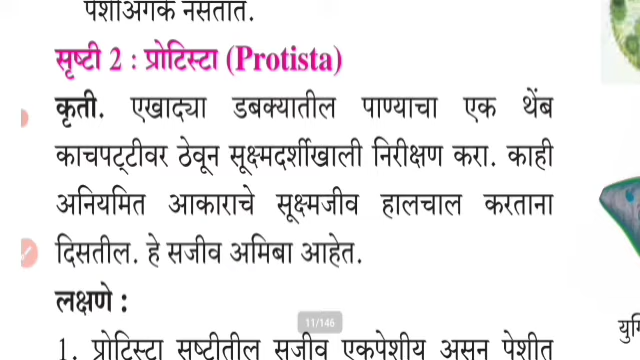 पेशीअंगके नसतात.
सृष्टी 2 : प्रोटिस्टा (Protista)
कृती. एखाद्या डबक्यातील पाण्याचा एक थेंब
काचपट्टीवर ठेवून सूक्ष्मदर्शीखाली निरीक्षण करा. काही
अनियमित आकाराचे सूक्ष्मजीव हालचाल करताना
दिसतील. हे सजीव अमिबा आहेत.
लक्षणे :
11/146
1. प्रोटिस्टा सृष्टीतील सजीव एकपेशीय असून पेशीत